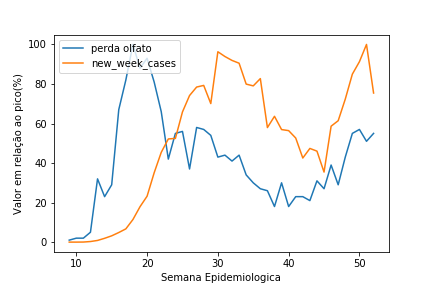 perda olfato
new_week_cases
100
80
60
40
20
0
Valor em relação ao pico(%)
10
20
30
40
50
Semana Epidemiologica